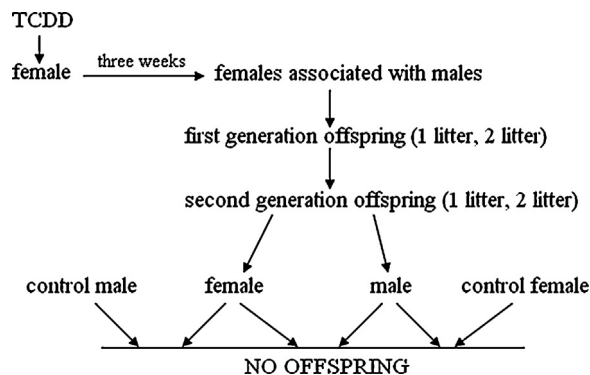 TCDD
female
three weeks
females associated with males
first generation offspring (1 litter, 2 litter)
second generation offspring (1 litter, 2 litter)
control male
female
male
control female
NO OFFSPRING